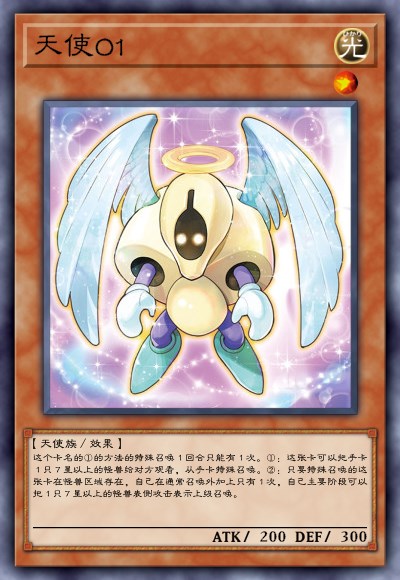 天使O1
ひかり
光
【天使族／效果】
这个卡名的①的方法的特殊召唤1回合只能有1次。①：这张卡可以把手卡
1只7星以上的怪兽给对方观看，从手卡特殊召唤。②：只要特殊召唤的这
张卡在怪兽区域存在，自己在通常召唤外加上只有1次，自己主要阶段可以
把1只7星以上的怪兽表侧攻击表示上级召唤。
ATK/ 200 DEF/ 300